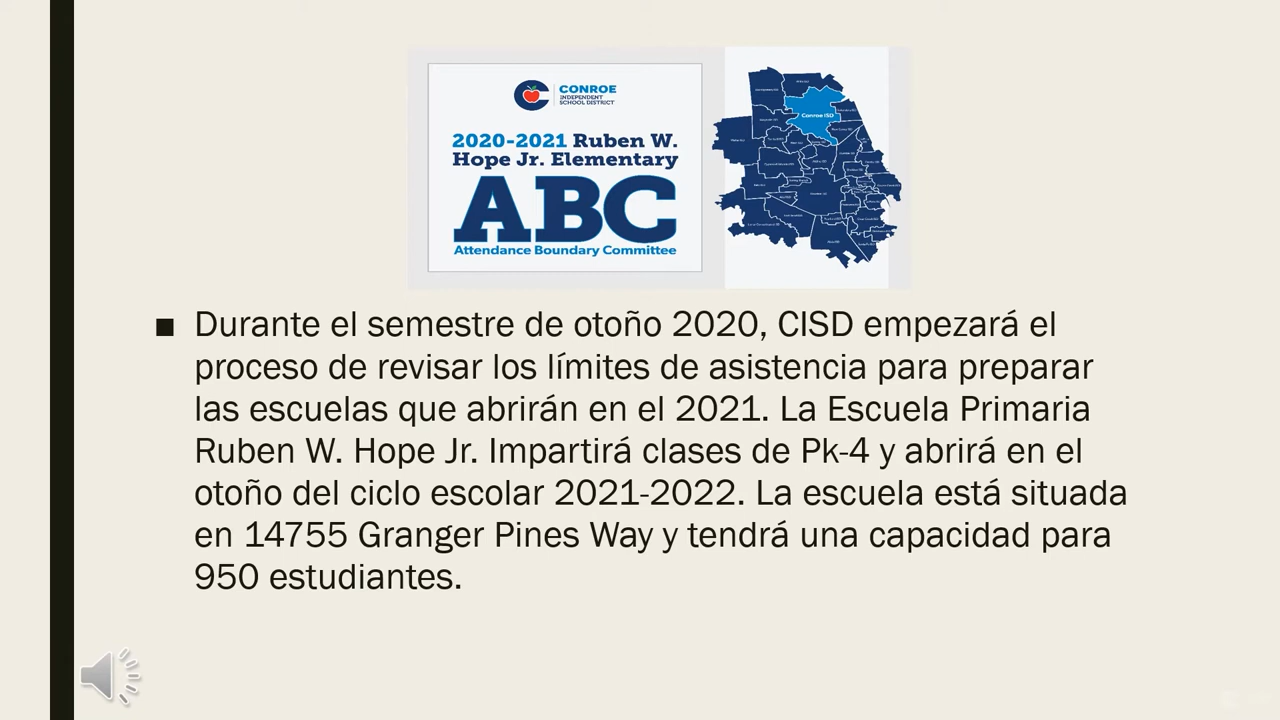 CONROE
INDEPENDENT
SCHOOL DISTRICT
2020-2021 Ruben W.
Hope Jr. Elementary
ABC
Attendance Boundary Committee
Conroe ISD
■ Durante el semestre de otoño 2020, CISD empezará el
proceso de revisar los límites de asistencia para preparar
las escuelas que abrirán en el 2021. La Escuela Primaria
Ruben W. Hope Jr. Impartirá clases de Pk-4 y abrirá en el
otoño del ciclo escolar 2021-2022. La escuela está situada
en 14755 Granger Pines Way y tendrá una capacidad para
950 estudiantes.